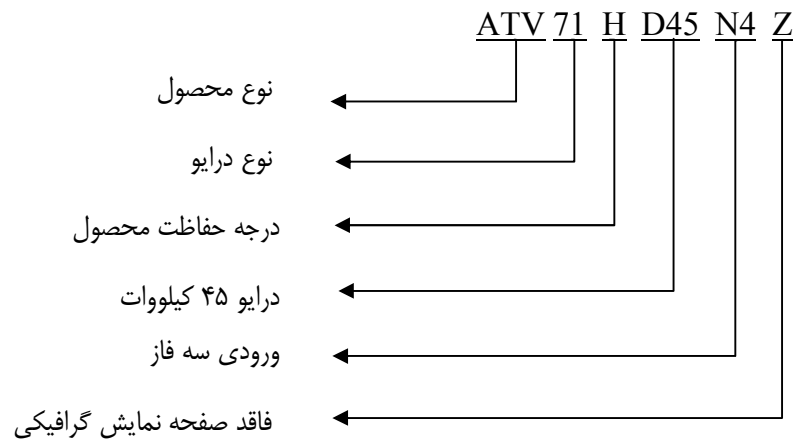 ATV 71 H D45 N4 Z
نوع محصول
نوع درایو
درجه حفاظت محصول
درایو ۴۵ کیلووات
ورودی سه فاز
فاقد صفحه نمایش گرافیکی